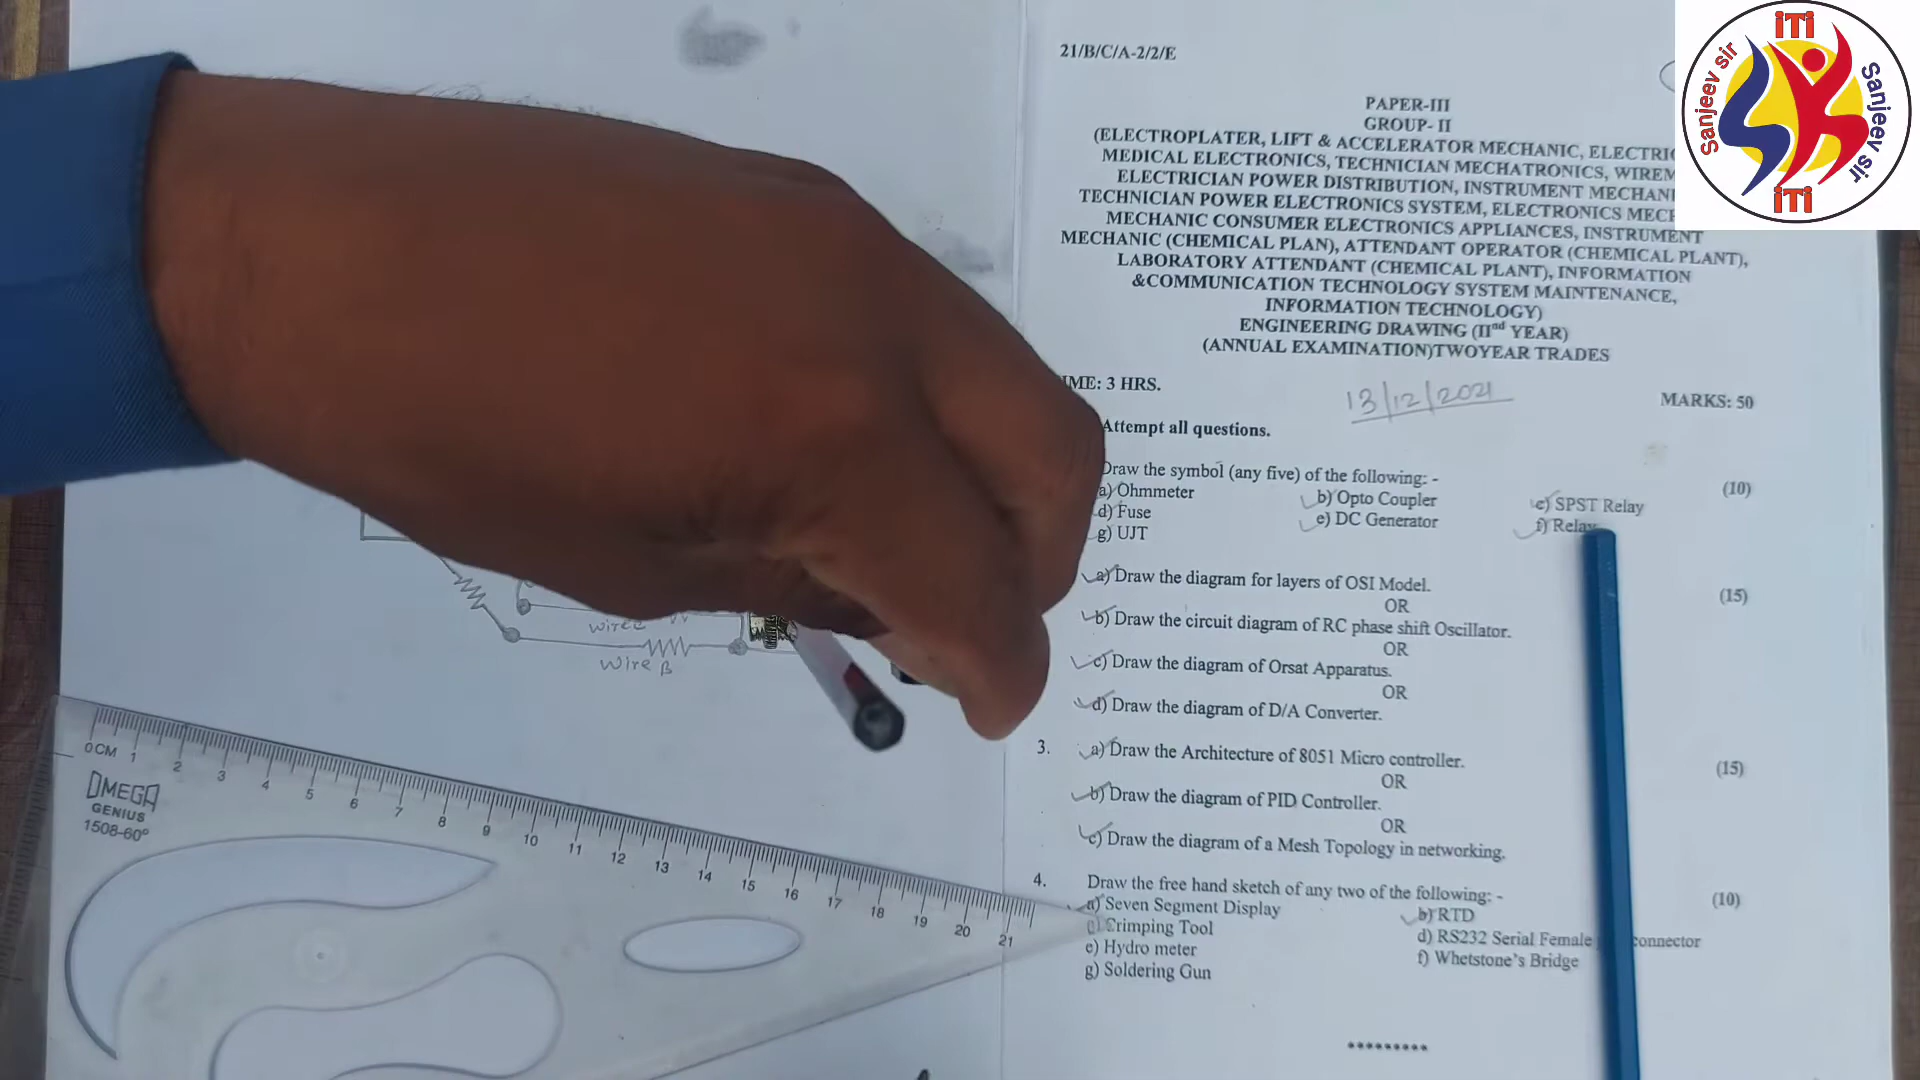 21/B/C/A-2/2/E
PAPER-III
GROUP- II
(ELECTROPLATER, LIFT & ACCELERATOR MECHANIC,
MEDICAL ELECTRONICS, TECHNICIAN MECHATRONICS,
ELECTRICIAN POWER DISTRIBUTION, INSTRUMENT
TECHNICIAN POWER ELECTRONICS SYSTEM, ELECTRONICS
MECHANIC CONSUMER ELECTRONICS APPLIANCES, INSTRUMENT
MECHANIC (CHEMICAL PLAN), ATTENDANT OPERATOR (CHEMICAL PLANT),
LABORATORY ATTENDANT (CHEMICAL PLANT), INFORMATION
&COMMUNICATION TECHNOLOGY SYSTEM MAINTENANCE,
INFORMATION TECHNOLOGY)
ENGINEERING DRAWING (IInd YEAR)
(ANNUAL EXAMINATION)TWOYEAR TRADES
IME: 3 HRS.
13/12/2021
MARKS: 50
Attempt all questions.
Draw the symbol (any five) of the following: - (10)
a) Ohmmeter b) Opto Coupler c) SPST Relay
d) Fuse e) DC Generator f) Relay
g) UJT
a) Draw the diagram for layers of OSI Model. (15)
OR
b) Draw the circuit diagram of RC phase shift Oscillator.
OR
c) Draw the diagram of Orsat Apparatus.
OR
d) Draw the diagram of D/A Converter.
3. a) Draw the Architecture of 8051 Micro controller. (15)
OR
b) Draw the diagram of PID Controller.
OR
c) Draw the diagram of a Mesh Topology in networking.
4. Draw the free hand sketch of any two of the following: - (10)
a) Seven Segment Display b) RTD
Crimping Tool d) RS232 Serial Female connector
e) Hydro meter f) Whetstone's Bridge
g) Soldering Gun
*********
wire c
wire B
0CM 1 2 3 4 5 6 7 8 9 10 11 12 13 14 15 16 17 18 19 20 21
OMEGA
GENIUS
1508-60°
iTi
Sanjeev sir
Sanjeev sir
iTi